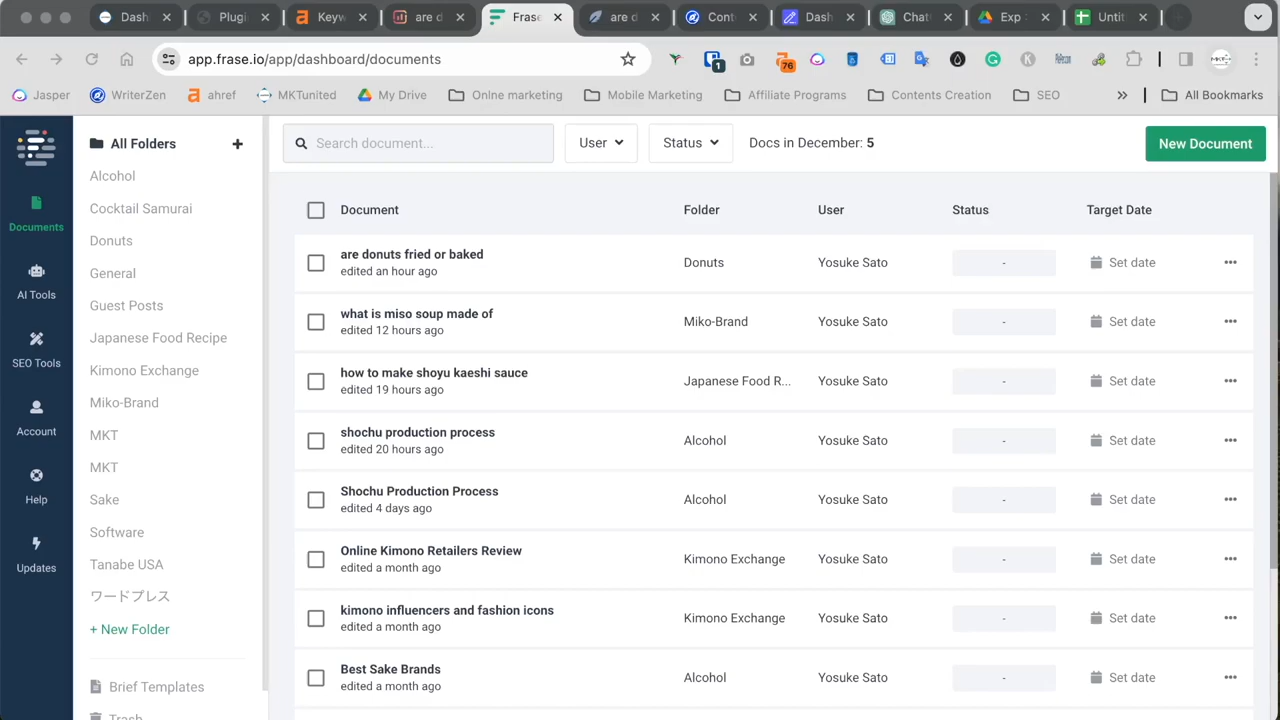 Dash
Plugi
Keyw
are d
Frase
are d
Cont
Dash
Chat
Exp :
Untit
app.frase.io/app/dashboard/documents
1
76
Jasper
WriterZen
ahref
MKTunited
My Drive
Onlne marketing
Mobile Marketing
Affiliate Programs
Contents Creation
SEO
All Bookmarks
Documents
AI Tools
SEO Tools
Account
Help
Updates
All Folders
Alcohol
Cocktail Samurai
Donuts
General
Guest Posts
Japanese Food Recipe
Kimono Exchange
Miko-Brand
MKT
MKT
Sake
Software
Tanabe USA
ワードプレス
+ New Folder
Brief Templates
Trash
Search document...
User
Status
Docs in December: 5
New Document
Document Folder User Status Target Date
are donuts fried or baked
edited an hour ago
Donuts Yosuke Sato - Set date
what is miso soup made of
edited 12 hours ago
Miko-Brand Yosuke Sato - Set date
how to make shoyu kaeshi sauce
edited 19 hours ago
Japanese Food R... Yosuke Sato - Set date
shochu production process
edited 20 hours ago
Alcohol Yosuke Sato - Set date
Shochu Production Process
edited 4 days ago
Alcohol Yosuke Sato - Set date
Online Kimono Retailers Review
edited a month ago
Kimono Exchange Yosuke Sato - Set date
kimono influencers and fashion icons
edited a month ago
Kimono Exchange Yosuke Sato - Set date
Best Sake Brands
edited a month ago
Alcohol Yosuke Sato - Set date